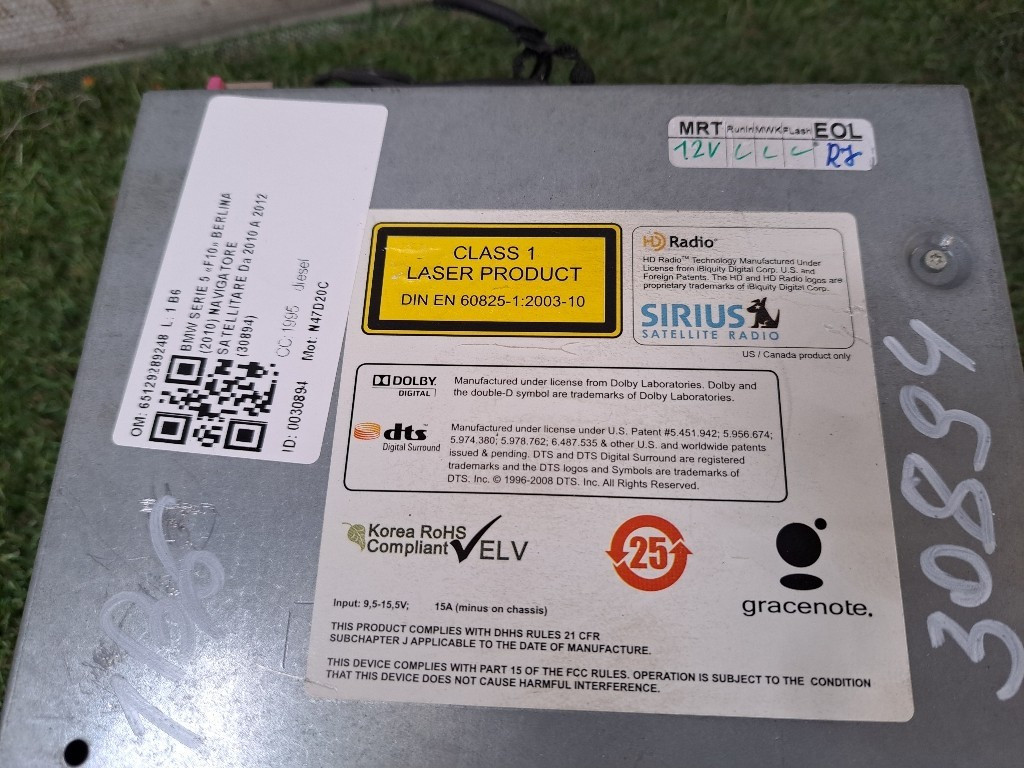 OM: 65129289248 L: 1 B6
BMW SERIE 5 «F10» BERLINA
(2010) NAVIGATORE
SATELLITARE Da 2010 A 2012
(30894)
CC:1995 diesel
Mot: N47D20C
ID: 0030894
MRT RunIn MWK FLash EOL
12V
CLASS 1
LASER PRODUCT
DIN EN 60825-1:2003-10
HD Radio™
HD Radio™ Technology Manufactured Under
License from iBiquity Digital Corp. U.S. and
Foreign Patents. The HD and HD Radio logos are
proprietary trademarks of iBiquity Digital Corp.
SIRIUS
SATELLITE RADIO
US / Canada product only
DOLBY
DIGITAL
Manufactured under license from Dolby Laboratories. Dolby and
the double-D symbol are trademarks of Dolby Laboratories.
dts
Digital Surround
Manufactured under license under U.S. Patent #5.451.942; 5.956.674;
5.974.380; 5.978.762; 6.487.535 & other U.S. and worldwide patents
issued & pending. DTS and DTS Digital Surround are registered
trademarks and the DTS logos and Symbols are trademarks of
DTS. Inc. © 1996-2008 DTS. Inc. All Rights Reserved.
Korea RoHS
Compliant
ELV
25
gracenote.
Input: 9,5-15,5V; 15A (minus on chassis)
THIS PRODUCT COMPLIES WITH DHHS RULES 21 CFR
SUBCHAPTER J APPLICABLE TO THE DATE OF MANUFACTURE.
THIS DEVICE COMPLIES WITH PART 15 OF THE FCC RULES. OPERATION IS SUBJECT TO THE CONDITION
THAT THIS DEVICE DOES NOT CAUSE HARMFUL INTERFERENCE.
30894
1B6